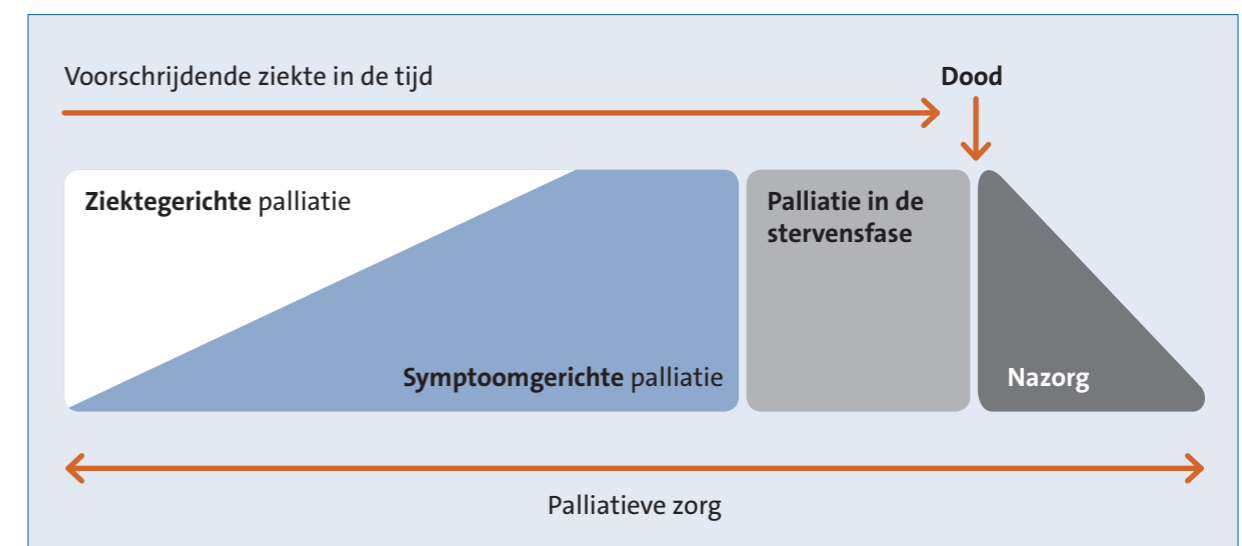 Voorschrijdende ziekte in de tijd
Dood
Ziektegerichte palliatie
Palliatie in de
stervensfase
Symptoomgerichte palliatie
Nazorg
Palliatieve zorg